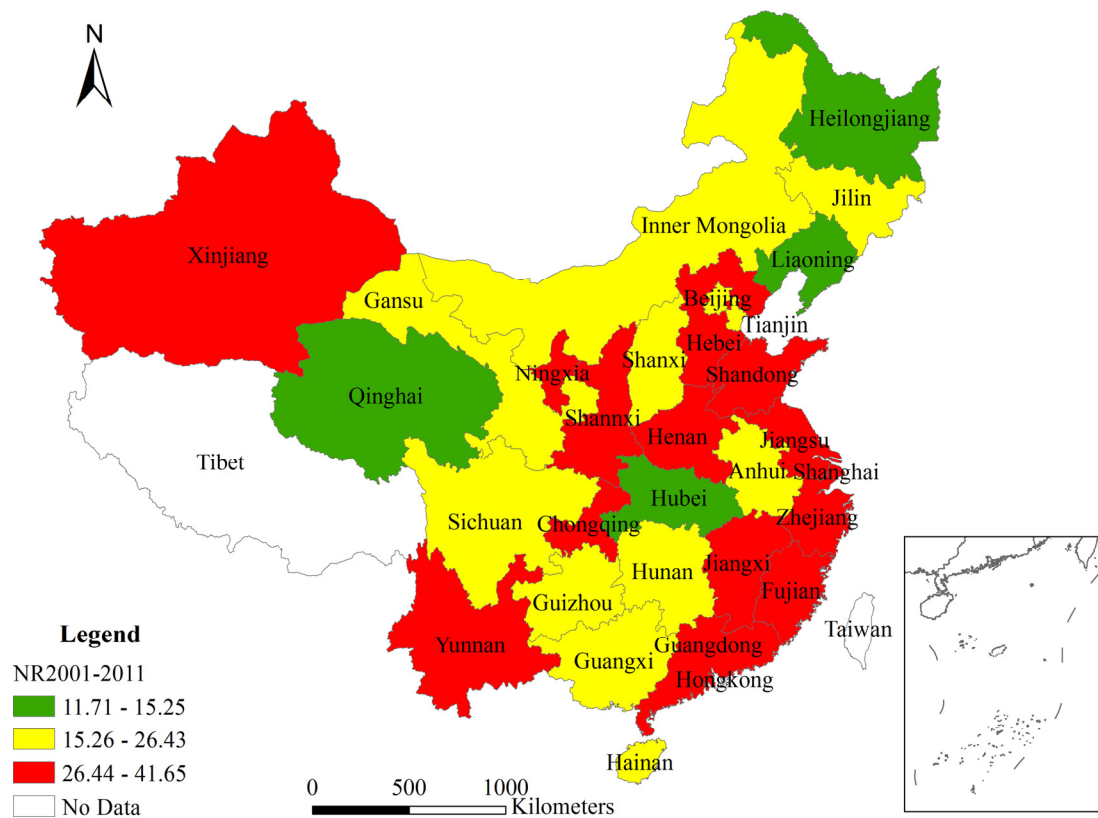 N
Heilongjiang
Jilin
Inner Mongolia
Xinjiang
Liaoning
Gansu
Beijing
Tianjin
Hebei
Shanxi
Ningxia
Shandong
Qinghai
Shannxi
Henan
Jiangsu
Tibet
Anhui
Shanghai
Hubei
Sichuan
Chongqing
Zhejiang
Jiangxi
Hunan
Fujian
Guizhou
Taiwan
Yunnan
Guangdong
Guangxi
Hongkong
Hainan
Legend
NR2001-2011
11.71 - 15.25
15.26 - 26.43
26.44 - 41.65
No Data
0 500 1000
Kilometers